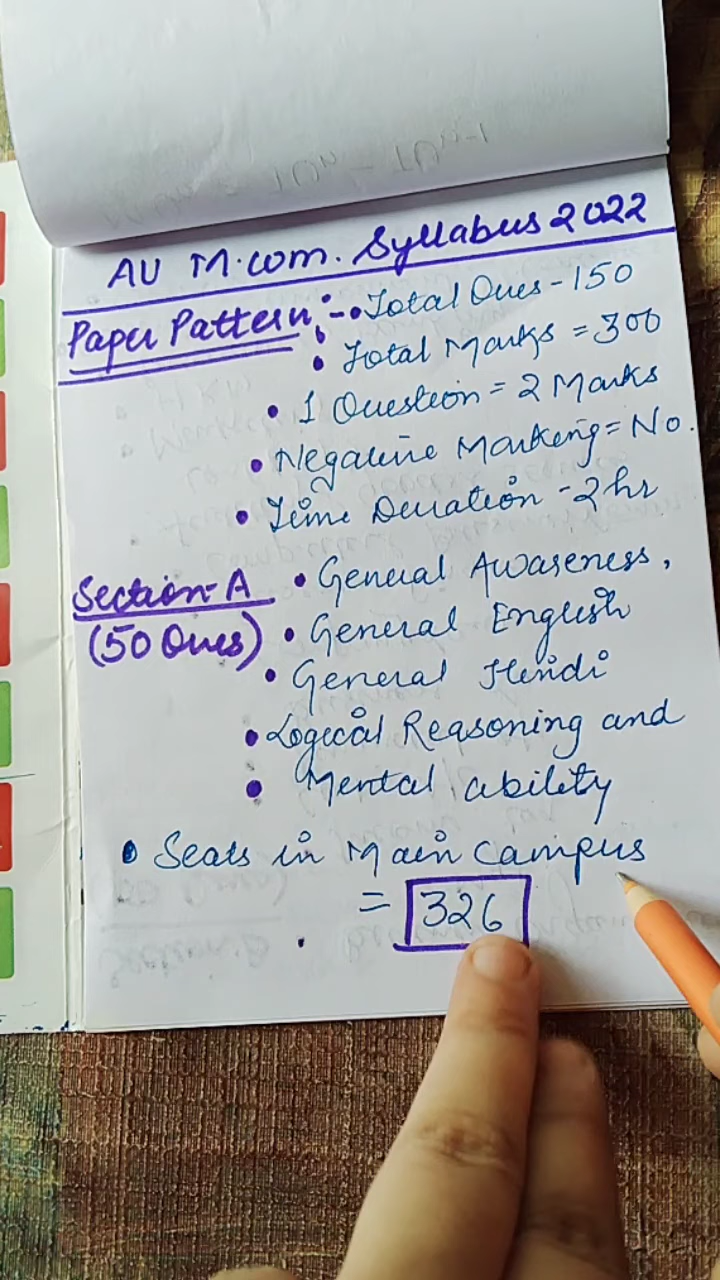 AU M.com. Syllabus 2022
Paper Pattern :- • Total Ques - 150
• Total Marks = 300
• 1 Question = 2 Marks
• Negative Marking = No.
• Time Duration - 2 hr
Section-A • General Awareness,
(50 Ques) • General English
• General Hindi
• Logical Reasoning and
• Mental ability
• Seats in Main Campus
= 326